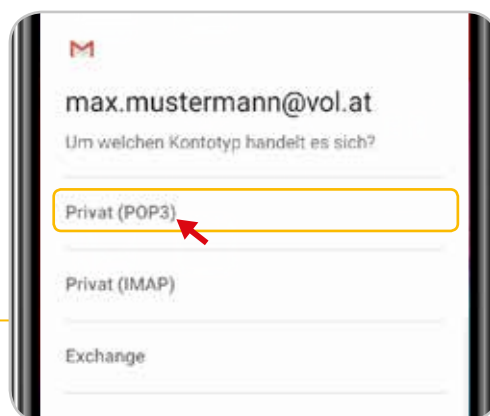 max.mustermann@vol.at
Um welchen Kontotyp handelt es sich?
Privat (POP3)
Privat (IMAP)
Exchange